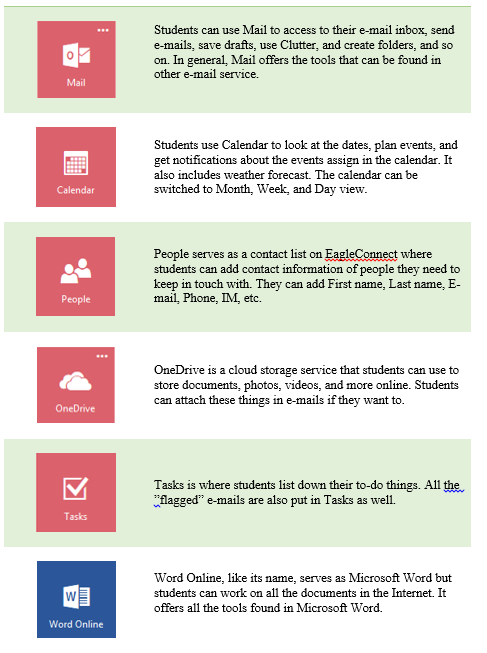 Students can use Mail to access to their e-mail inbox, send
e-mails, save drafts, use Clutter, and create folders, and so
on. In general, Mail offers the tools that can be found in
other e-mail service.
Mail
Students use Calendar to look at the dates, plan events, and
get notifications about the events assign in the calendar. It
also includes weather forecast. The calendar can be
switched to Month, Week, and Day view.
Calendar
People serves as a contact list on EagleConnect where
students can add contact information of people they need to
keep in touch with. They can add First name, Last name, E-
mail, Phone, IM, etc.
People
OneDrive is a cloud storage service that students can use to
store documents, photos, videos, and more online. Students
can attach these things in e-mails if they want to.
OneDrive
Tasks is where students list down their to-do things. All the
”flagged” e-mails are also put in Tasks as well.
Tasks
Word Online, like its name, serves as Microsoft Word but
students can work on all the documents in the Internet. It
offers all the tools found in Microsoft Word.
Word Online